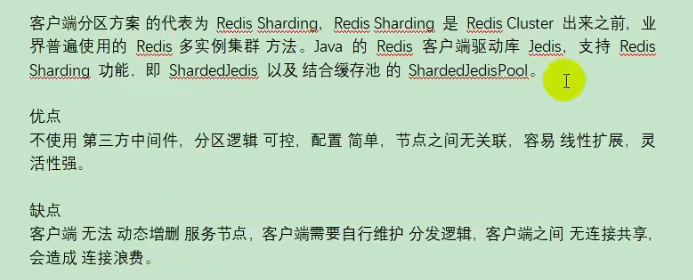 客户端分区方案 的代表为 Redis Sharding，Redis Sharding 是 Redis Cluster 出来之前，业
界普遍使用的 Redis 多实例集群 方法。Java 的 Redis 客户端驱动库 Jedis，支持 Redis
Sharding 功能，即 ShardedJedis 以及 结合缓存池 的 ShardedJedisPool。
优点
不使用 第三方中间件，分区逻辑 可控，配置 简单，节点之间无关联，容易 线性扩展，灵
活性强。
缺点
客户端 无法 动态增删 服务节点，客户端需要自行维护 分发逻辑，客户端之间 无连接共享，
会造成 连接浪费。